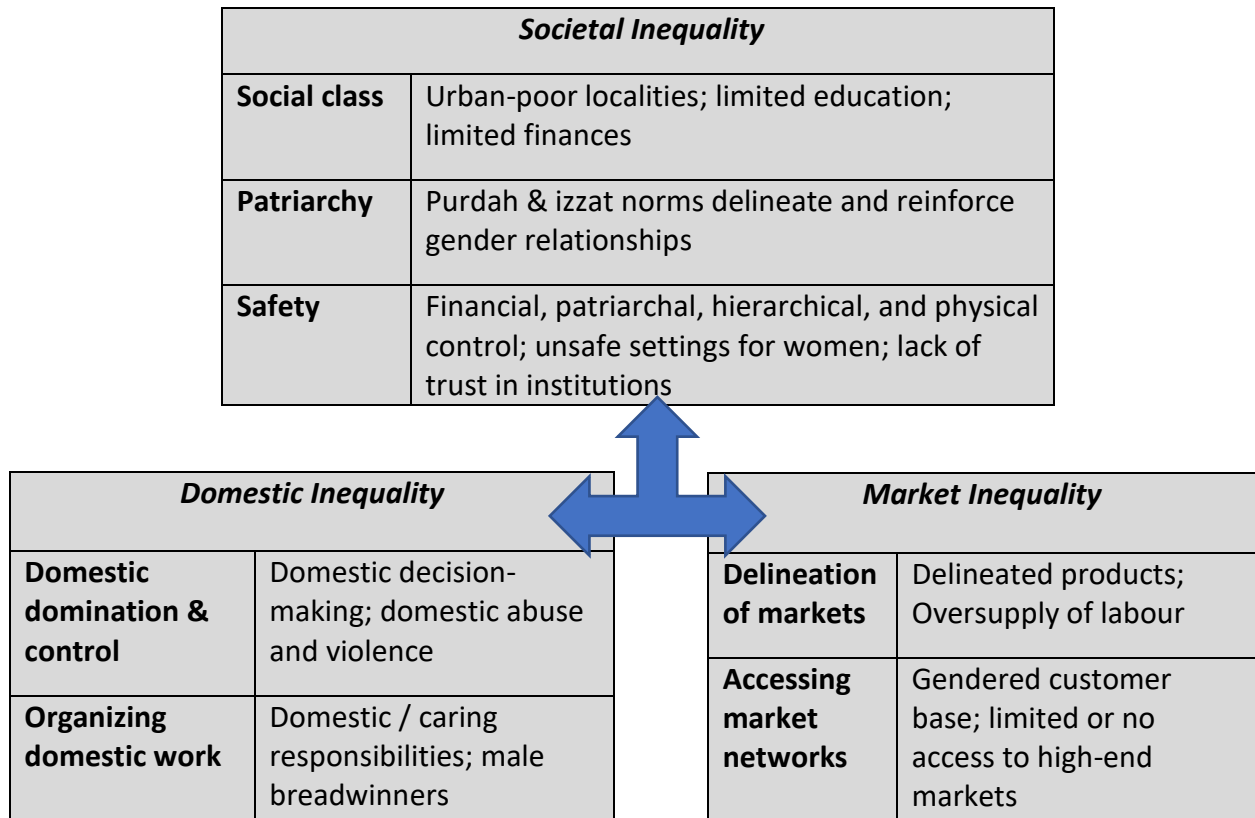 Societal Inequality
Social class
Urban-poor localities; limited education;
limited finances
Patriarchy
Purdah & izzat norms delineate and reinforce
gender relationships
Safety
Financial, patriarchal, hierarchical, and physical
control; unsafe settings for women; lack of
trust in institutions
Domestic Inequality
Domestic
domination &
control
Domestic decision-
making; domestic abuse
and violence
Organizing
domestic work
Domestic / caring
responsibilities; male
breadwinners
Market Inequality
Delineation
of markets
Delineated products;
Oversupply of labour
Accessing
market
networks
Gendered customer
base; limited or no
access to high-end
markets